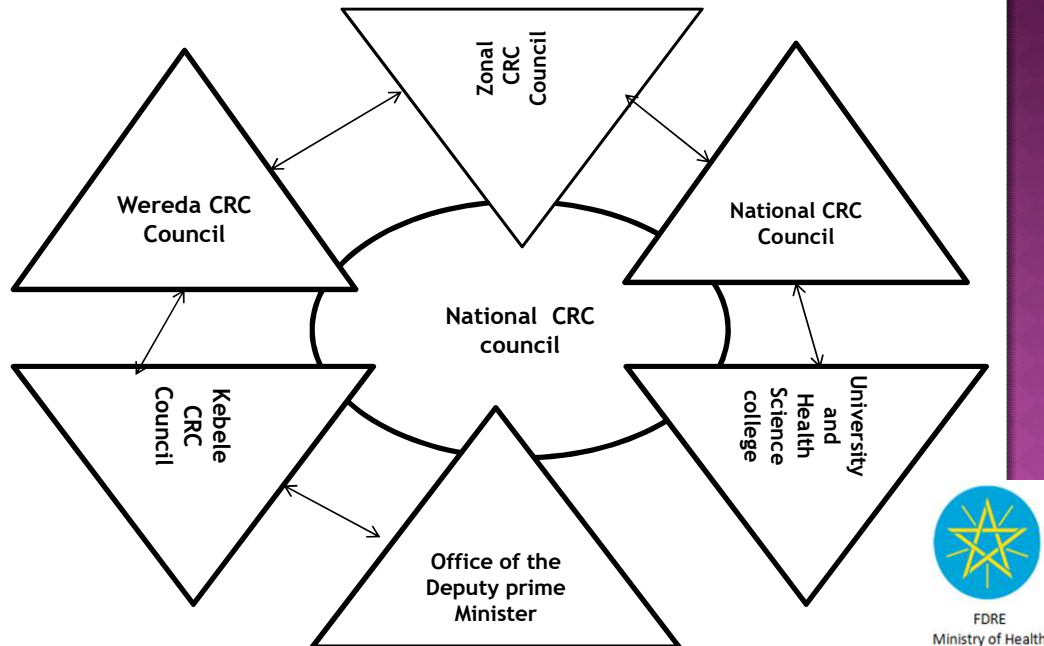 Zonal
CRC
Council
Wereda CRC
Council
National CRC
Council
National CRC
council
Kebele
CRC
Council
University
and
Health
Science
college
Office of the
Deputy prime
Minister
FDRE
Ministry of Health